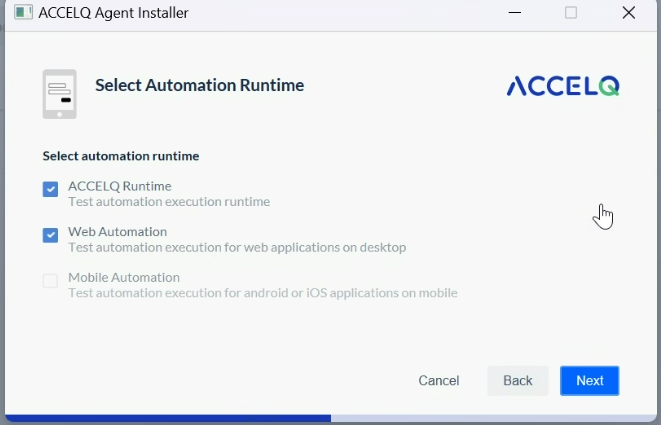 ACCELQ Agent Installer
Select Automation Runtime
ACCELQ
Select automation runtime
ACCELQ Runtime
Test automation execution runtime
Web Automation
Test automation execution for web applications on desktop
Mobile Automation
Test automation execution for android or iOS applications on mobile
Cancel Back Next